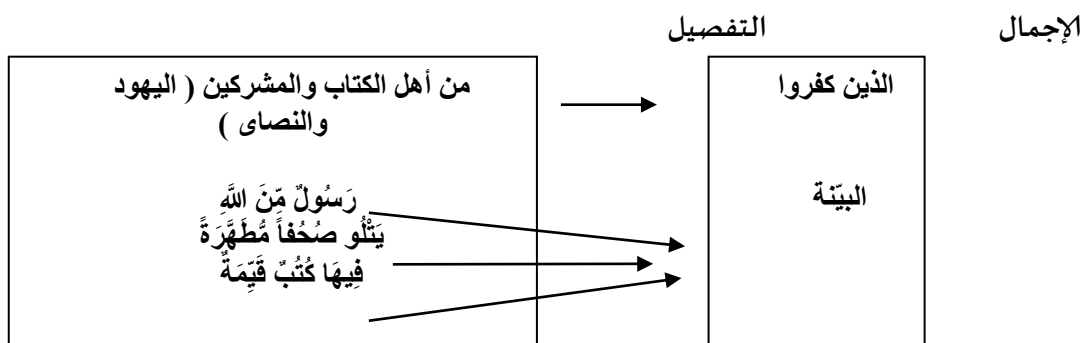 الإجمال
التفصيل
الذين كفروا
البيّنة
من أهل الكتاب والمشركين ( اليهود
والنصاى )
رَسُولٌ مِّنَ اللَّهِ
يَتْلُو صُحُفاً مُّطَهَّرَةً
فِيهَا كُتُبٌ قَيِّمَةٌ